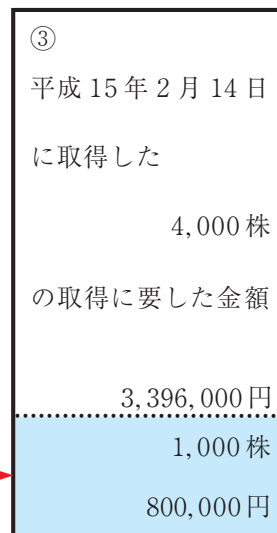 ③
平成15年2月14日
に取得した
4,000株
の取得に要した金額
3,396,000円
1,000株
800,000円